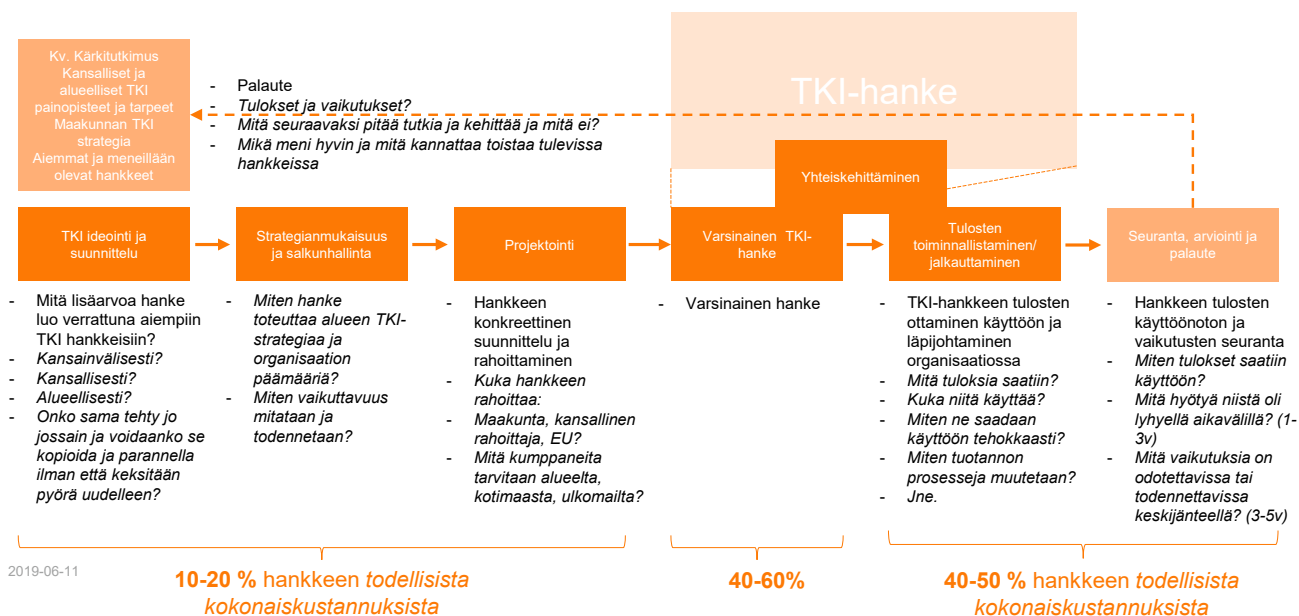 Kv. Kärkitutkimus
Kansalliset ja
alueelliset TKI
painopisteet ja tarpeet
Maakunnan TKI
strategia
Aiemmat ja meneillään
olevat hankkeet
- Palaute
- Tulokset ja vaikutukset?
- Mitä seuraavaksi pitää tutkia ja kehittää ja mitä ei?
- Mikä meni hyvin ja mitä kannattaa toistaa tulevissa
hankkeissa
TKI-hanke
Yhteiskehittäminen
TKI ideointi ja
suunnittelu
Strategianmukaisuus
ja salkunhallinta
Projektointi
Varsinainen TKI-
hanke
Tulosten
toiminnallistaminen/
jalkauttaminen
Seuranta, arviointi ja
palaute
- Mitä lisäarvoa hanke
luo verrattuna aiempiin
TKI hankkeisiin?
- Kansainvälisesti?
- Kansallisesti?
- Alueellisesti?
- Onko sama tehty jo
jossain ja voidaanko se
kopioida ja parannella
ilman että keksitään
pyörä uudelleen?
- Miten hanke
toteuttaa alueen TKI-
strategiaa ja
organisaation
päämääriä?
- Miten vaikuttavuus
mitataan ja
todennetaan?
- Hankkeen
konkreettinen
suunnittelu ja
rahoittaminen
- Kuka hankkeen
rahoittaa:
- Maakunta, kansallinen
rahoittaja, EU?
- Mitä kumppaneita
tarvitaan alueelta,
kotimaasta, ulkomailta?
- Varsinainen hanke
- TKI-hankkeen tulosten
ottaminen käyttöön ja
läpijohtaminen
organisaatiossa
- Mitä tuloksia saatiin?
- Kuka niitä käyttää?
- Miten ne saadaan
käyttöön tehokkaasti?
- Miten tuotannon
prosesseja muutetaan?
- Jne.
- Hankkeen tulosten
käyttöönoton ja
vaikutusten seuranta
- Miten tulokset saatiin
käyttöön?
- Mitä hyötyä niistä oli
lyhyellä aikavälillä? (1-
3v)
- Mitä vaikutuksia on
odotettavissa tai
todennettavissa
keskijänteellä? (3-5v)
2019-06-11
10-20 % hankkeen todellisista
kokonaiskustannuksista
40-60%
40-50 % hankkeen todellisista
kokonaiskustannuksista